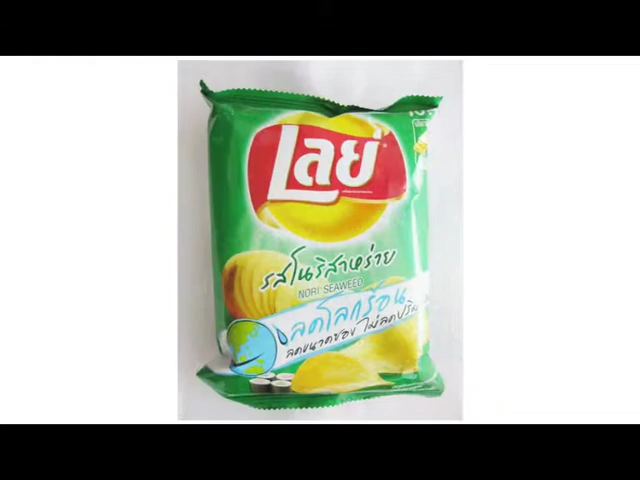 เลย์
รสโนริสาหร่าย
NORI SEAWEED
ลดโลกร้อน
ลดขนาดซอง ไม่ลดปริม